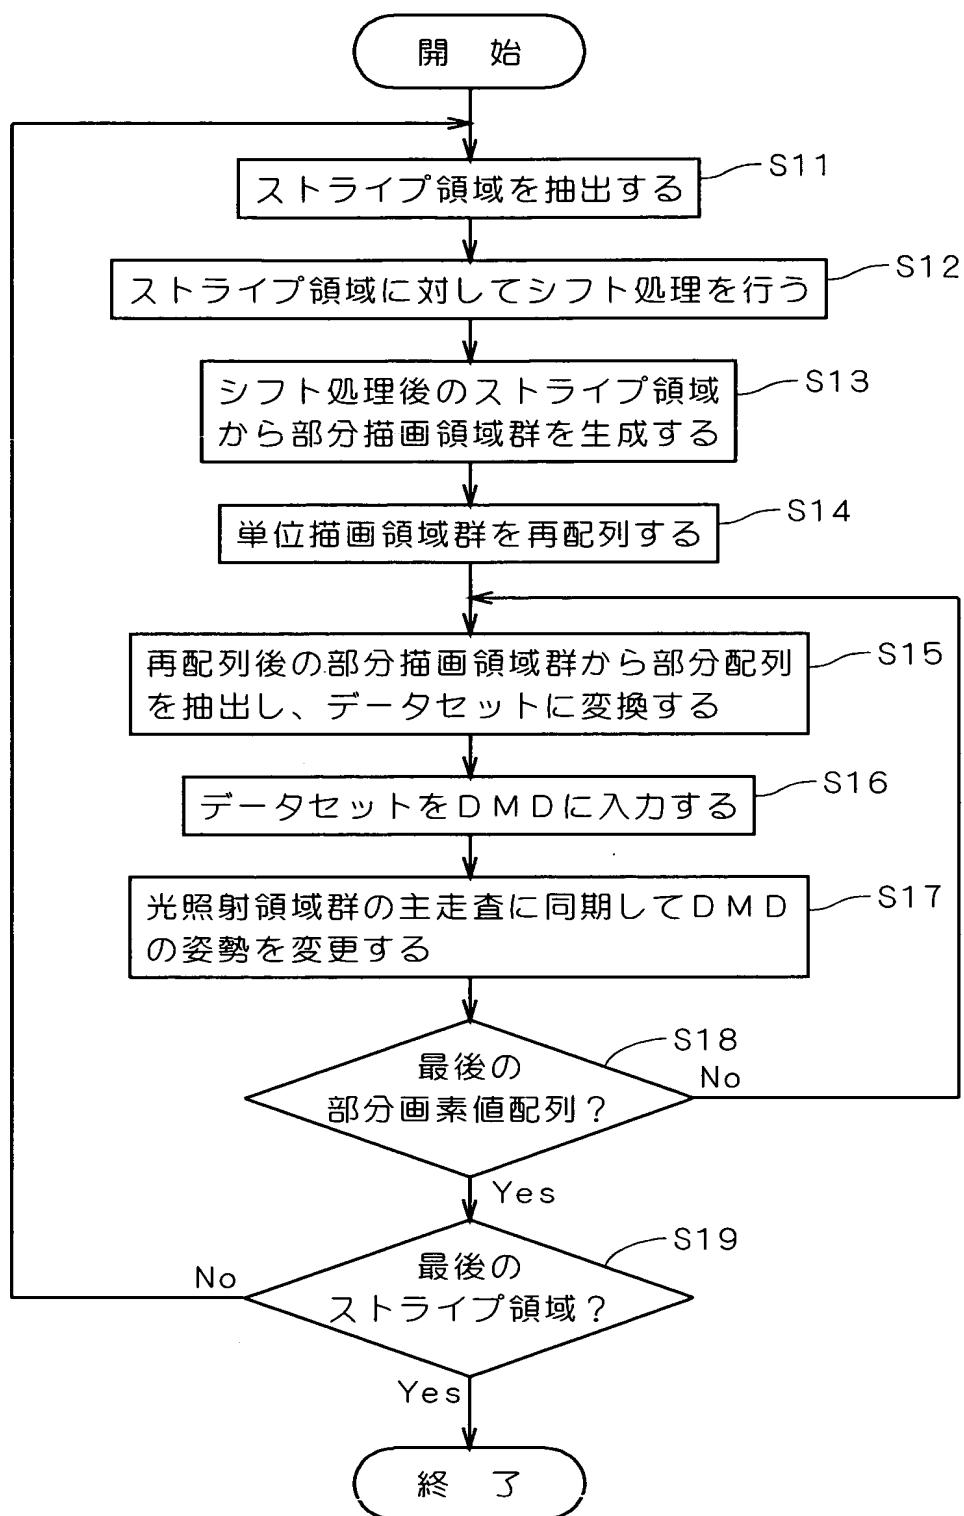 開 始
ストライプ領域を抽出する
S11
ストライプ領域に対してシフト処理を行う
S12
シフト処理後のストライプ領域
から部分描画領域群を生成する
S13
単位描画領域群を再配列する
S14
再配列後の部分描画領域群から部分配列
を抽出し、データセットに変換する
S15
データセットをDMDに入力する
S16
光照射領域群の主走査に同期してDMD
の姿勢を変更する
S17
最後の
部分画素値配列?
S18
No
Yes
最後の
ストライプ領域?
S19
No
Yes
終 了